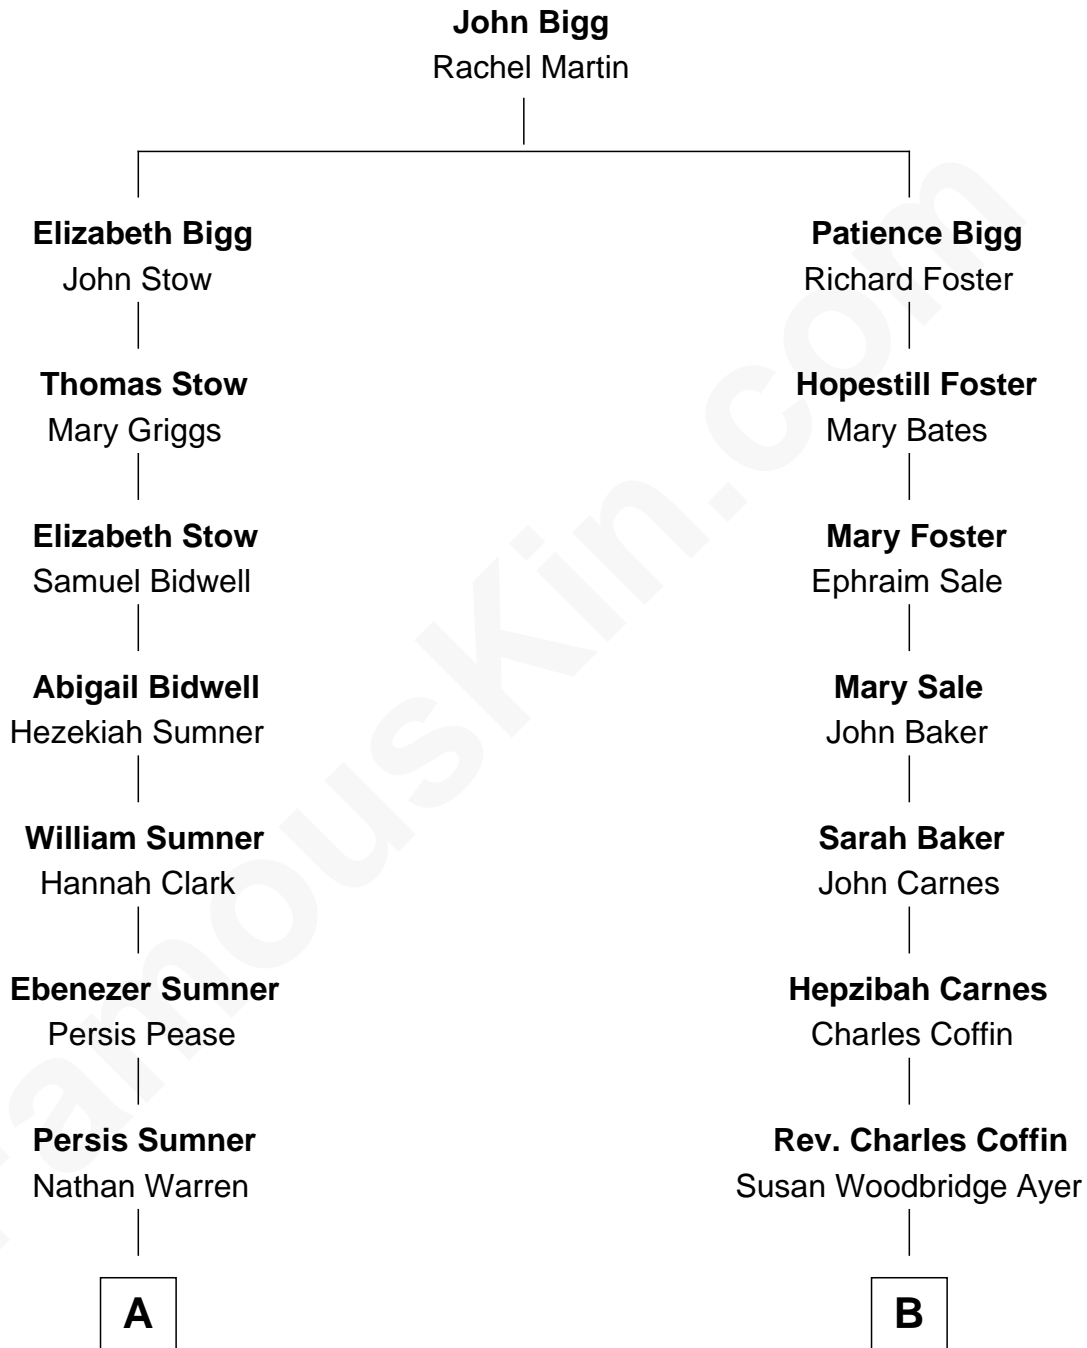 John Bigg
Rachel Martin
Elizabeth Bigg
John Stow
Patience Bigg
Richard Foster
Thomas Stow
Mary Griggs
Hopestill Foster
Mary Bates
Elizabeth Stow
Samuel Bidwell
Mary Foster
Ephraim Sale
Abigail Bidwell
Hezekiah Sumner
Mary Sale
John Baker
William Sumner
Hannah Clark
Sarah Baker
John Carnes
Ebenezer Sumner
Persis Pease
Hepzibah Carnes
Charles Coffin
Persis Sumner
Nathan Warren
Rev. Charles Coffin
Susan Woodbridge Ayer
A
B
FamousKin.com